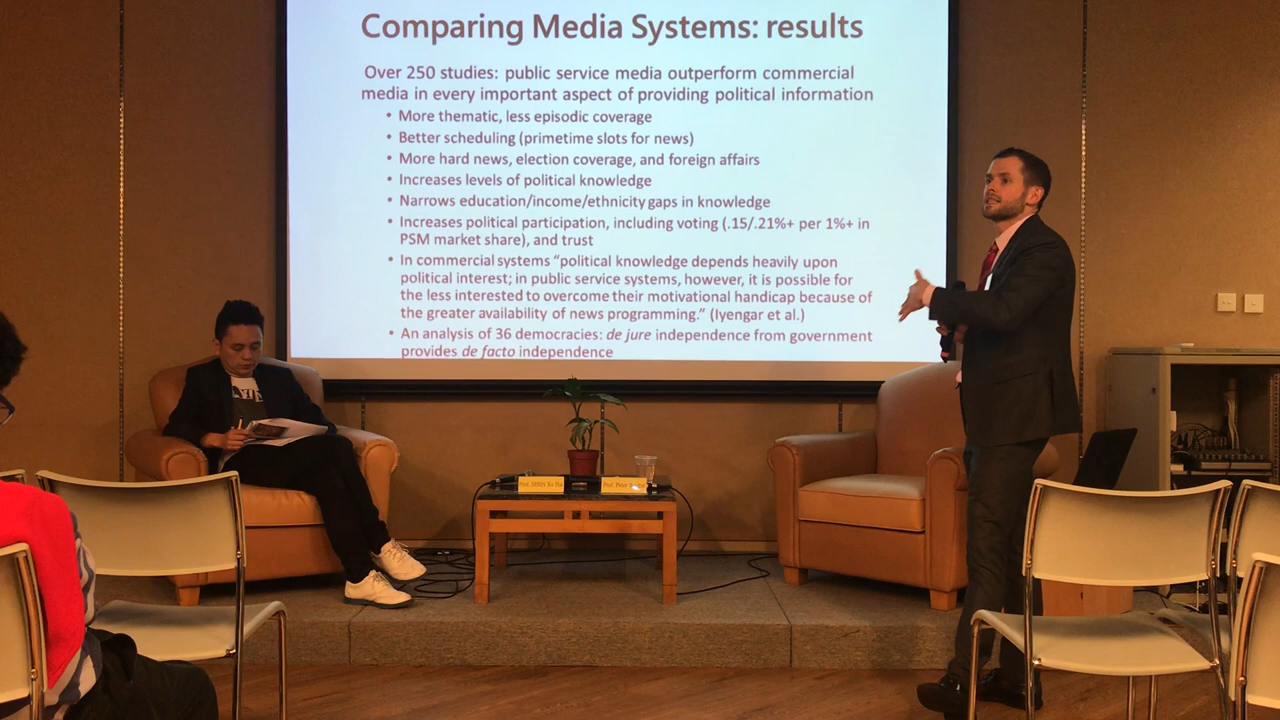 Comparing Media Systems: results
Over 250 studies: public service media outperform commercial
media in every important aspect of providing political information
• More thematic, less episodic coverage
• Better scheduling (primetime slots for news)
• More hard news, election coverage, and foreign affairs
• Increases levels of political knowledge
• Narrows education/income/ethnicity gaps in knowledge
• Increases political participation, including voting (.15/.21%+ per 1%+ in
PSM market share), and trust
• In commercial systems “political knowledge depends heavily upon
political interest; in public service systems, however, it is possible for
the less interested to overcome their motivational handicap because of
the greater availability of news programming.” (Iyengar et al.)
• An analysis of 36 democracies: de jure independence from government
provides de facto independence
Prof.
Prof. Peter